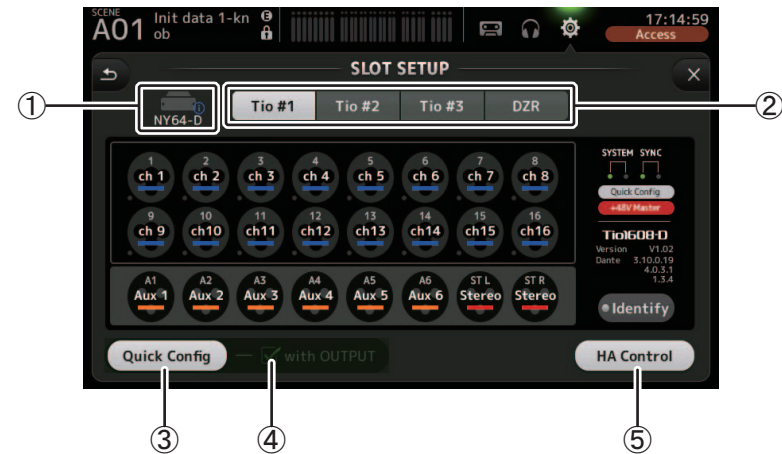 SCENE
A01 Init data 1-kn
ob
17:14:59
Access
SLOT SETUP
①
NY64-D
Tio #1 Tio #2 Tio #3 DZR
②
1 2 3 4 5 6 7 8
ch 1 ch 2 ch 3 ch 4 ch 5 ch 6 ch 7 ch 8
9 10 11 12 13 14 15 16
ch 9 ch10 ch11 ch12 ch13 ch14 ch15 ch16
A1 A2 A3 A4 A5 A6 ST L ST R
Aux 1 Aux 2 Aux 3 Aux 4 Aux 5 Aux 6 Stereo Stereo
SYSTEM SYNC
Quick Config
+48V Master
Tio1608-D
Version V1.02
Dante 3.10.0.19
4.0.3.1
1.3.4
Identify
Quick Config with OUTPUT HA Control
③ ④ ⑤